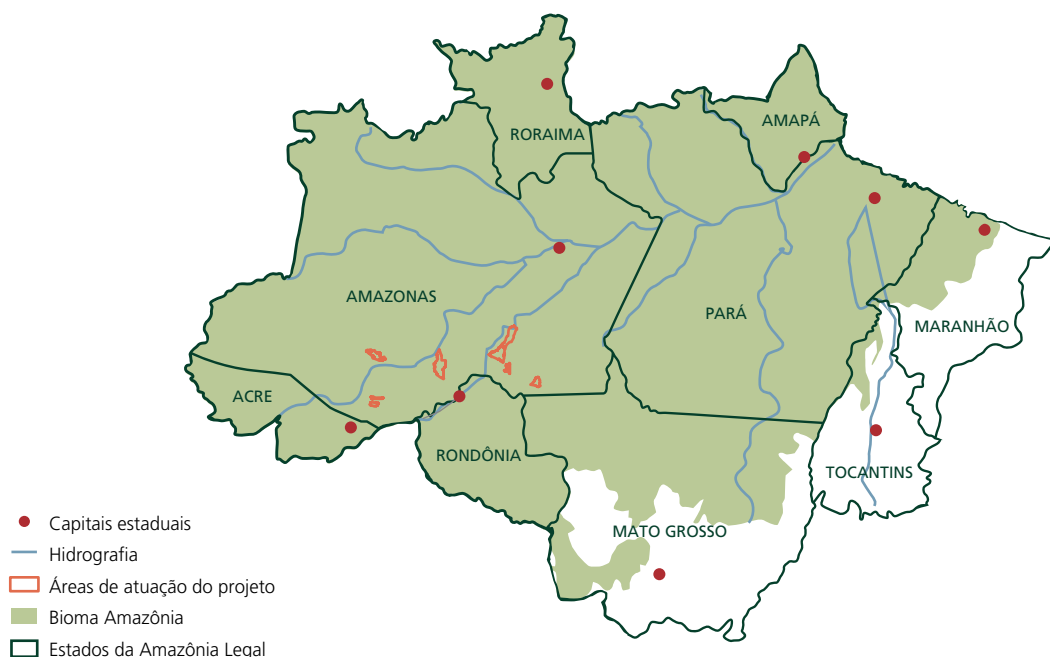 RORAIMA
AMAPÁ
AMAZONAS
PARÁ
MARANHÃO
ACRE
RONDÔNIA
TOCANTINS
MATO GROSSO
Capitais estaduais
Hidrografia
Áreas de atuação do projeto
Bioma Amazônia
Estados da Amazônia Legal